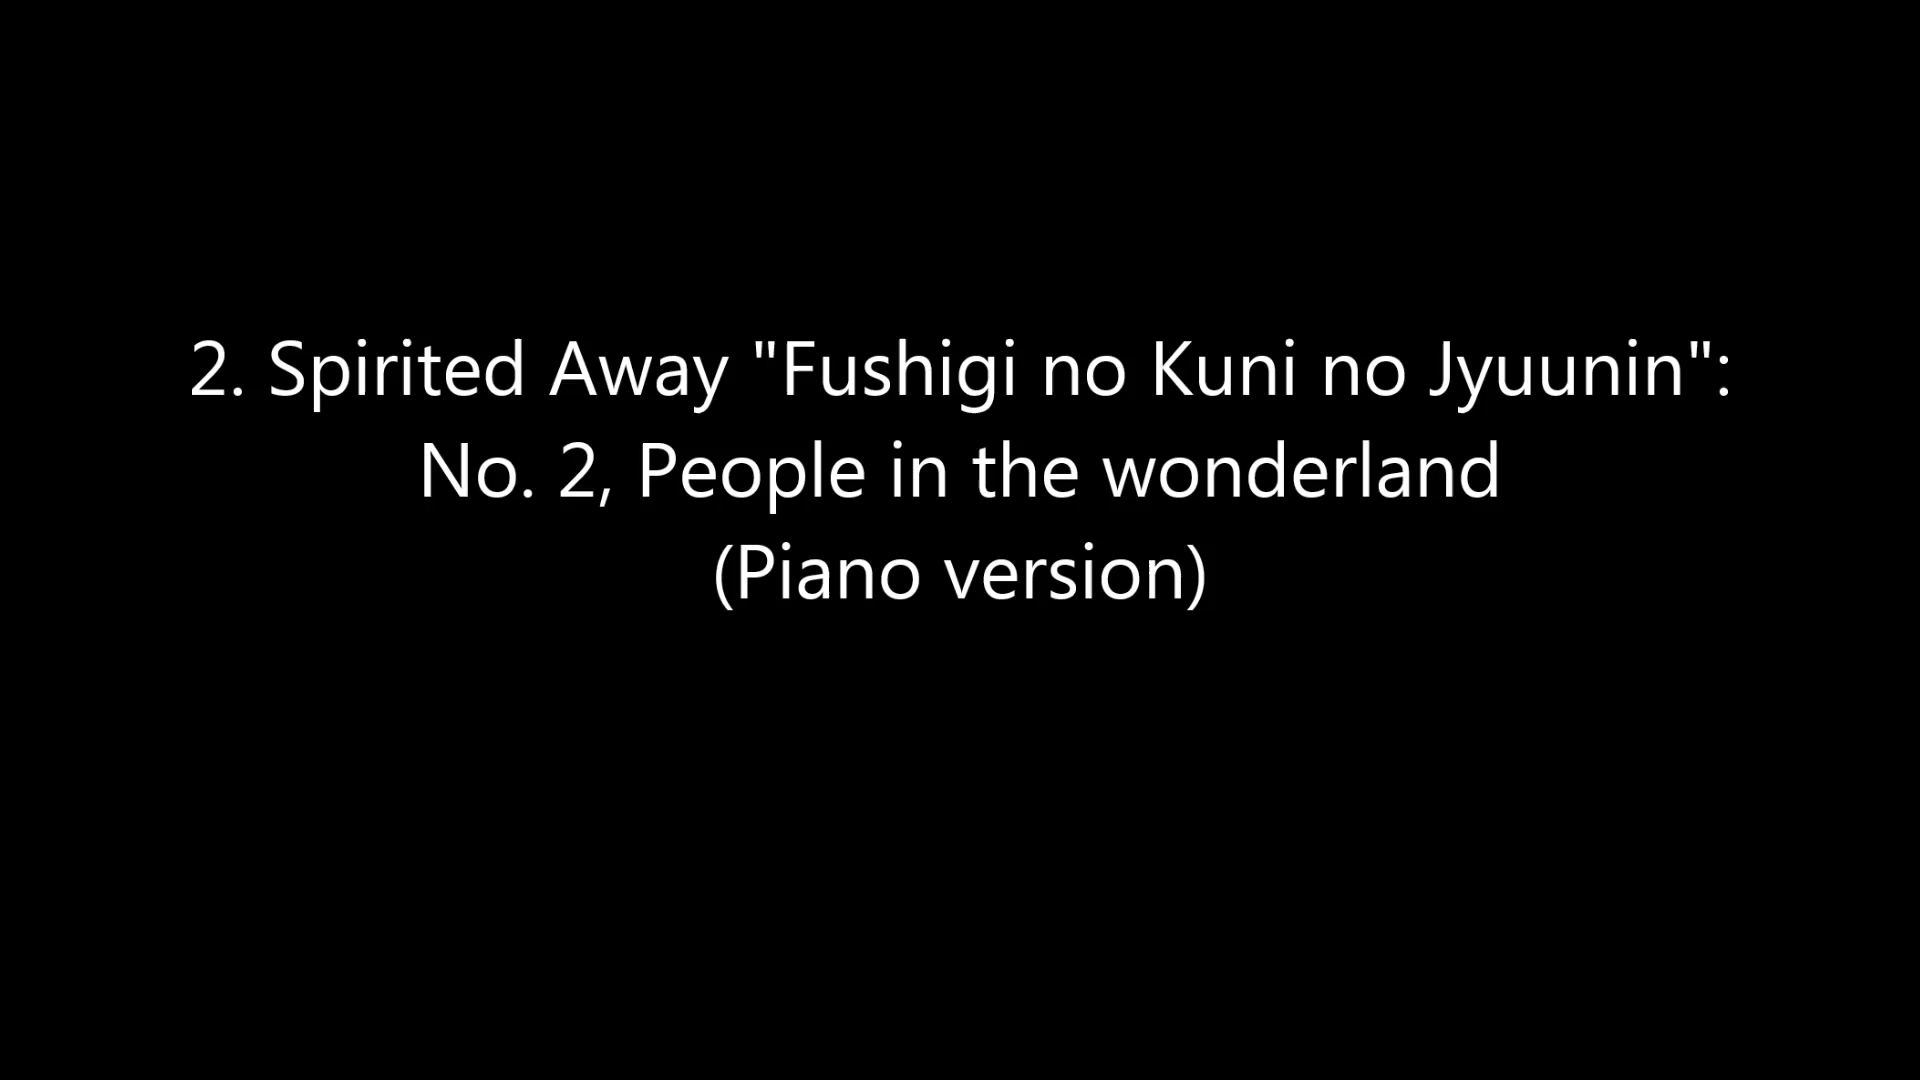 2. Spirited Away "Fushigi no Kuni no Jyuunin":
No. 2, People in the wonderland
(Piano version)